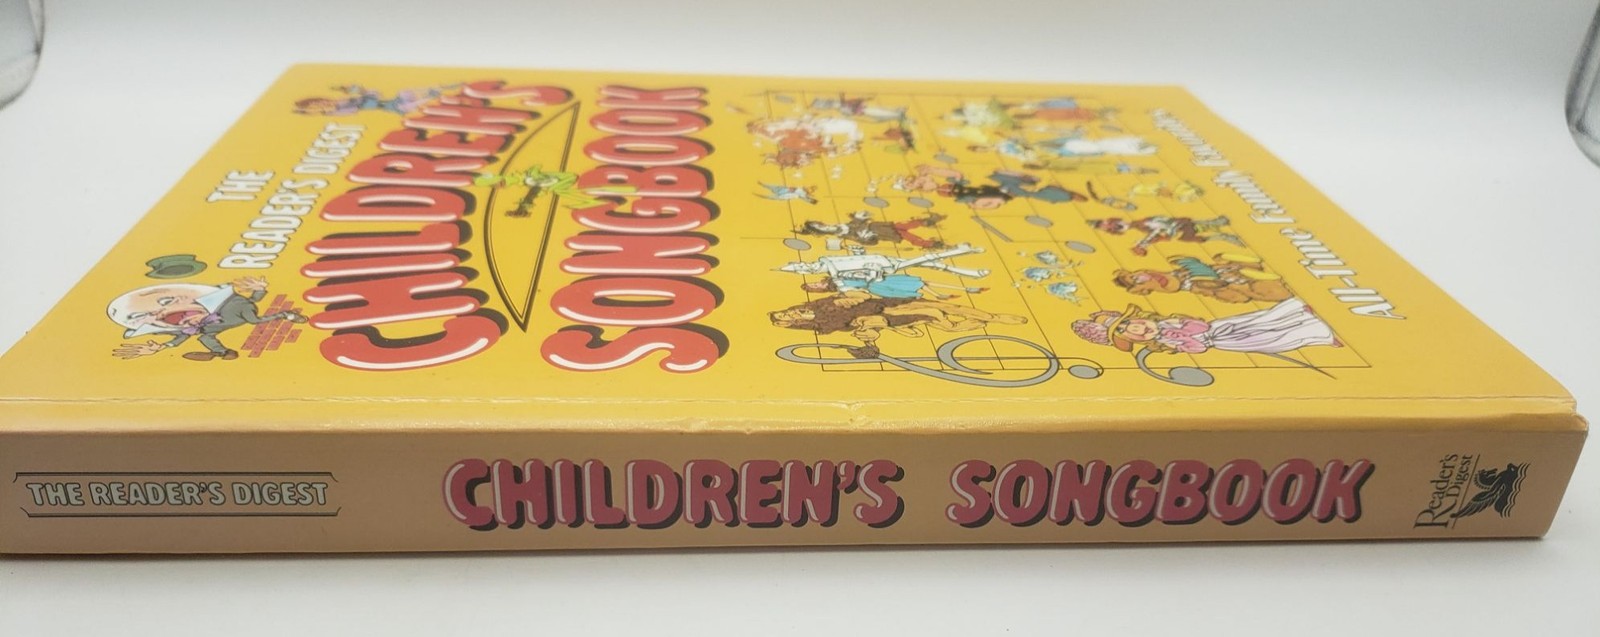 THE
READER'S DIGEST
CHILDREN'S
SONGBOOK
All-Time Family Favorites
THE READER'S DIGEST
CHILDREN'S SONGBOOK
Reader's
Digest